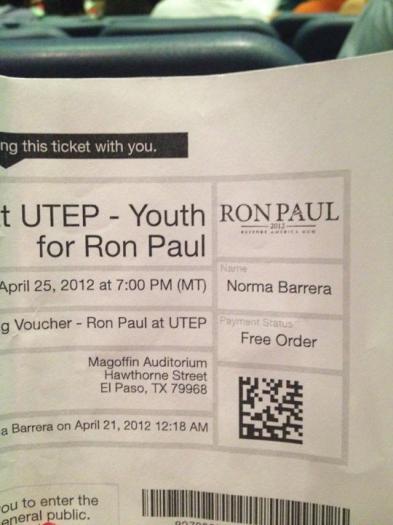 ng this ticket with you.
t UTEP - Youth
for Ron Paul
RON PAUL
2012
RESTORE AMERICA NOW
April 25, 2012 at 7:00 PM (MT)
Name
Norma Barrera
g Voucher - Ron Paul at UTEP
Payment Status
Free Order
Magoffin Auditorium
Hawthorne Street
El Paso, TX 79968
a Barrera on April 21, 2012 12:18 AM
ou to enter the
eneral public.